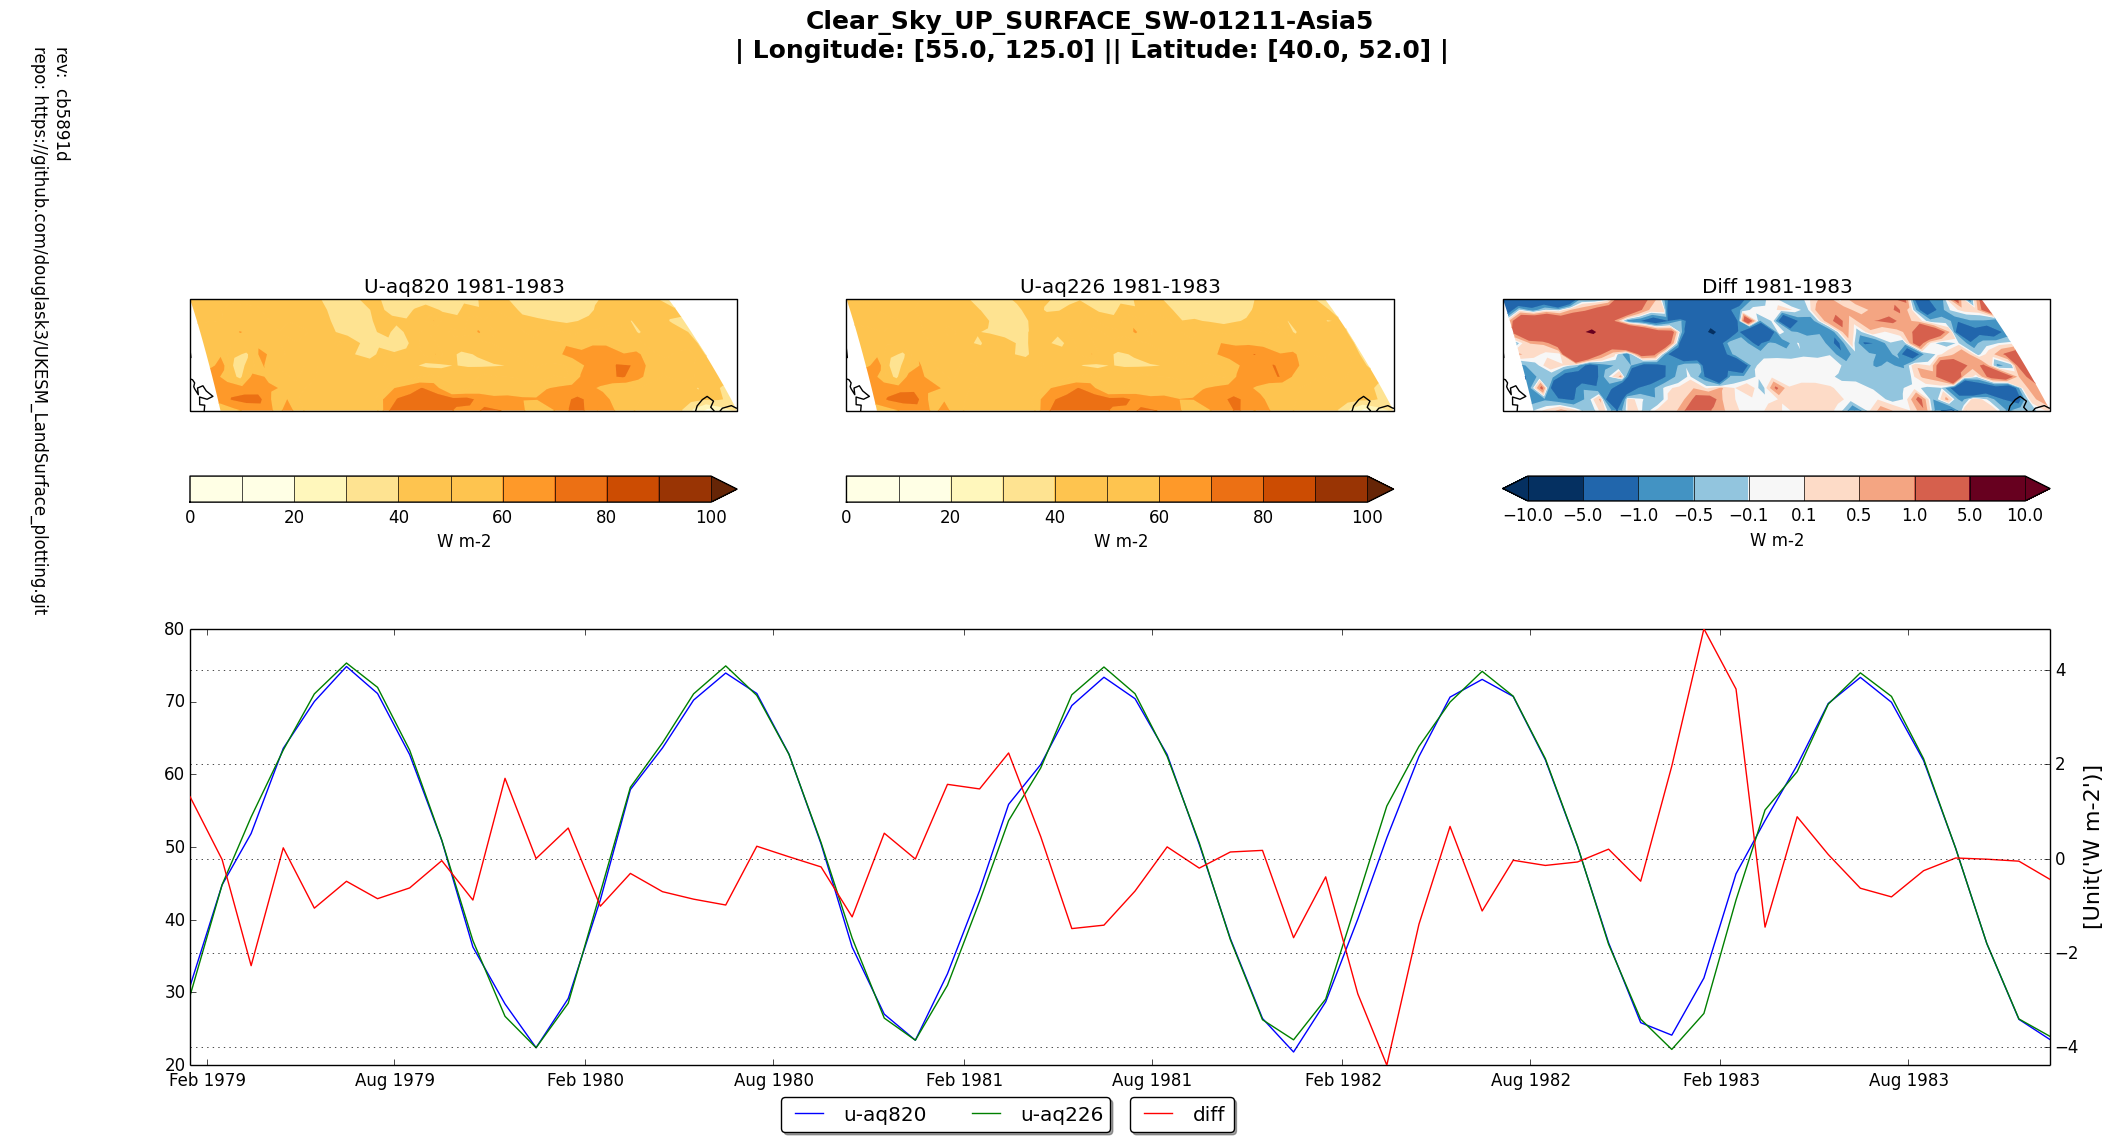 Clear_Sky_UP_SURFACE_SW-01211-Asia5
| Longitude: [55.0, 125.0] || Latitude: [40.0, 52.0] |
rev: cb5891d
repo: https://github.com/douglask3/UKESM_LandSurface_plotting.git
U-aq820 1981-1983
U-aq226 1981-1983
Diff 1981-1983
0 20 40 60 80 100
W m-2
0 20 40 60 80 100
W m-2
−10.0 −5.0 −1.0 −0.5 −0.1 0.1 0.5 1.0 5.0 10.0
W m-2
80
70
60
50
40
30
20
4
2
0
−2
−4
[Unit('W m-2')]
Feb 1979 Aug 1979 Feb 1980 Aug 1980 Feb 1981 Aug 1981 Feb 1982 Aug 1982 Feb 1983 Aug 1983
u-aq820 u-aq226 diff